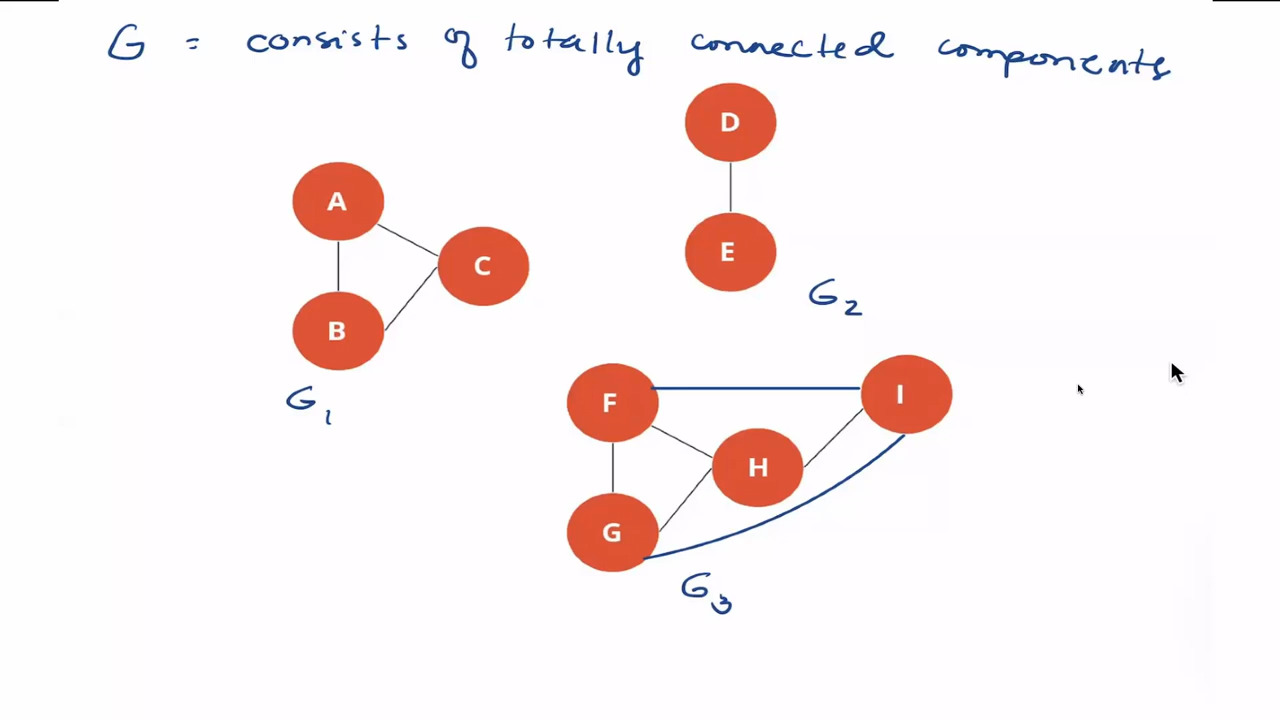 G = consists of totally connected components
D
A
C
E
B
G2
G1
F
I
H
G
G3